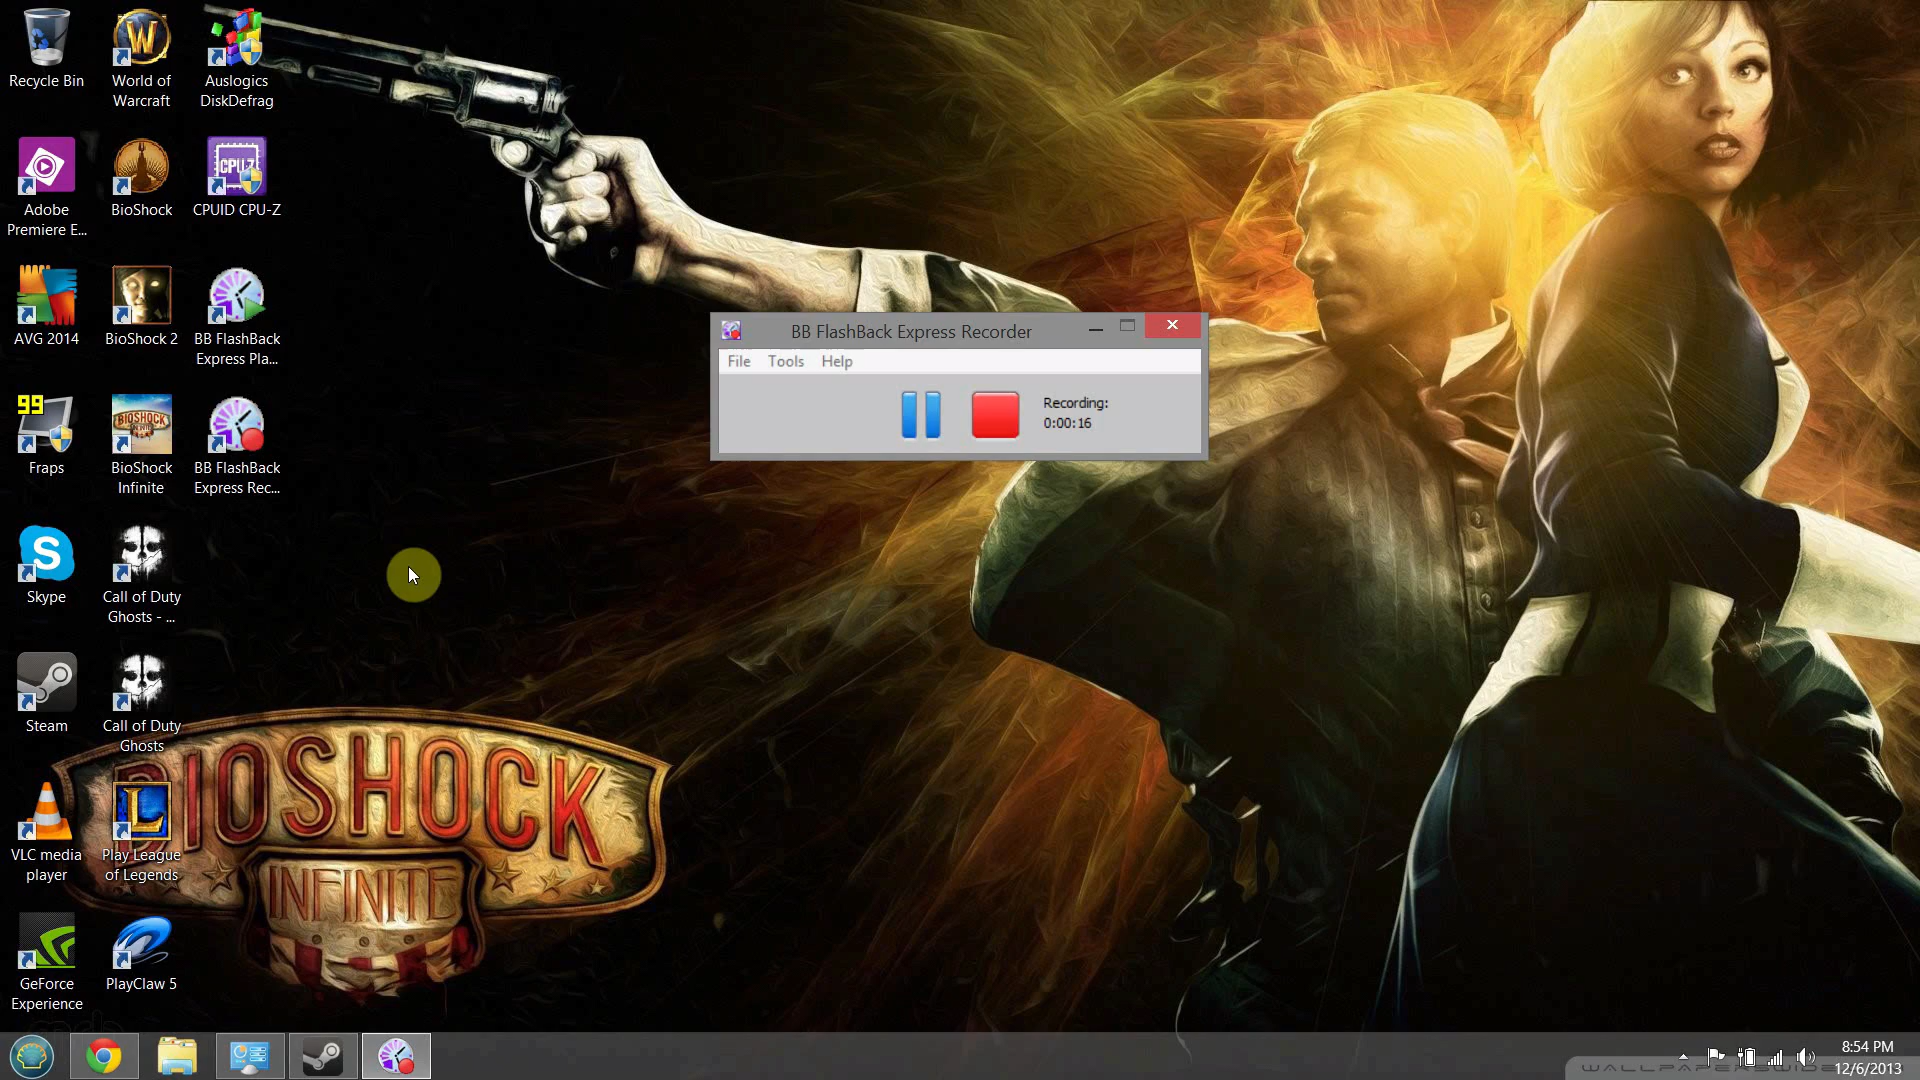 Recycle Bin
World of
Warcraft
Auslogics
DiskDefrag
Adobe
Premiere E...
BioShock
CPU-Z
CPUID CPU-Z
AVG 2014
BioShock 2
BB FlashBack
Express Pla...
99
Fraps
BIOSHOCK
BioShock
Infinite
BB FlashBack
Express Rec...
Skype
Call of Duty
Ghosts - ...
Steam
Call of Duty
Ghosts
VLC media
player
Play League
of Legends
GeForce
Experience
PlayClaw 5
BB FlashBack Express Recorder
File Tools Help
Recording:
0:00:16
BIOSHOCK
INFINITE
8:54 PM
12/6/2013